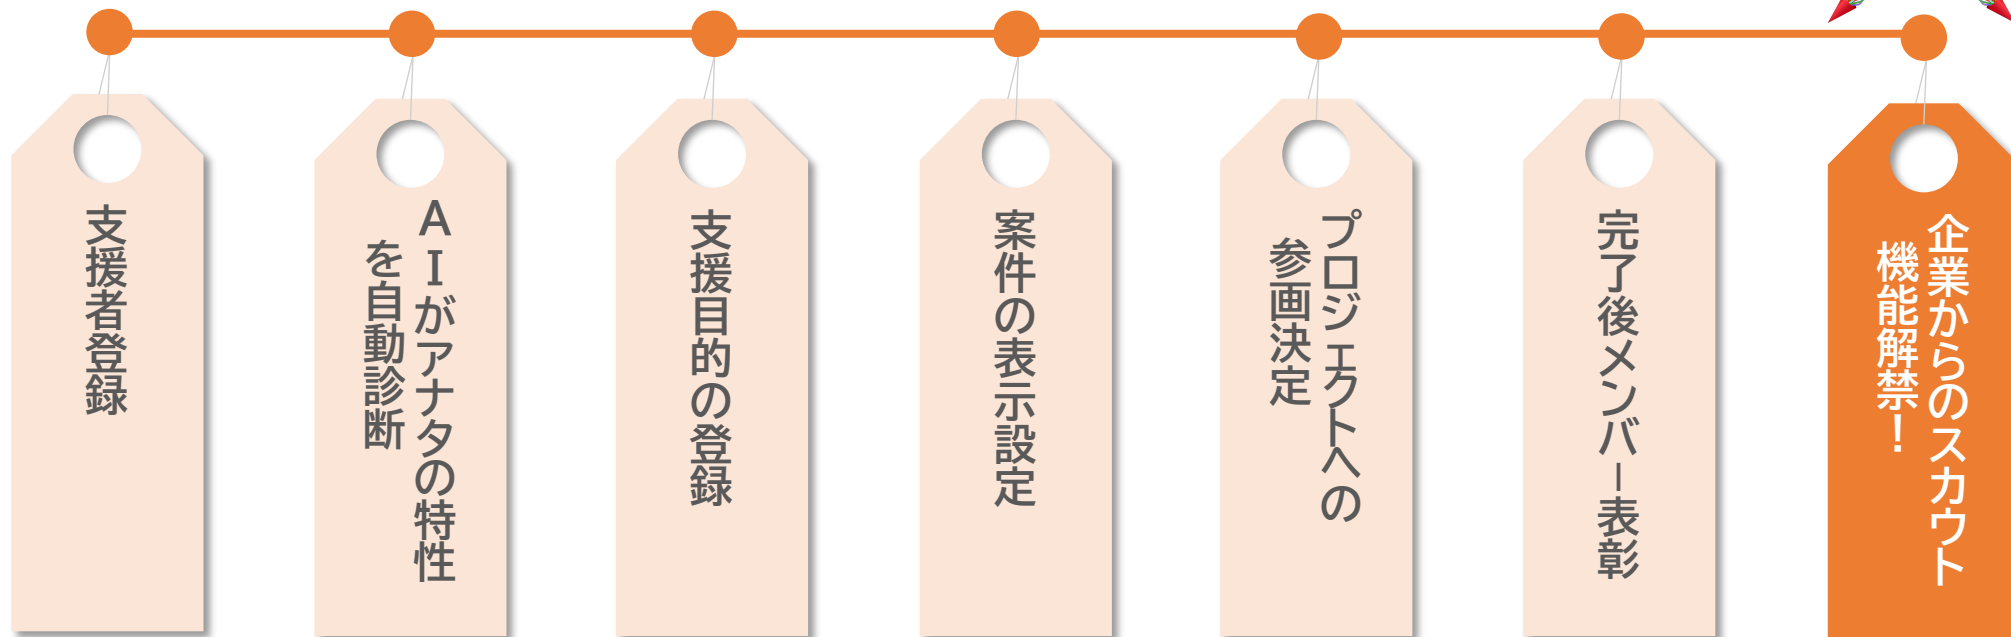 支援者登録
AIがアナタの特性
を自動診断
支援目的の登録
案件の表示設定
プロジェクトへの
参画決定
完了後メンバー表彰
企業からのスカウト
機能解禁！